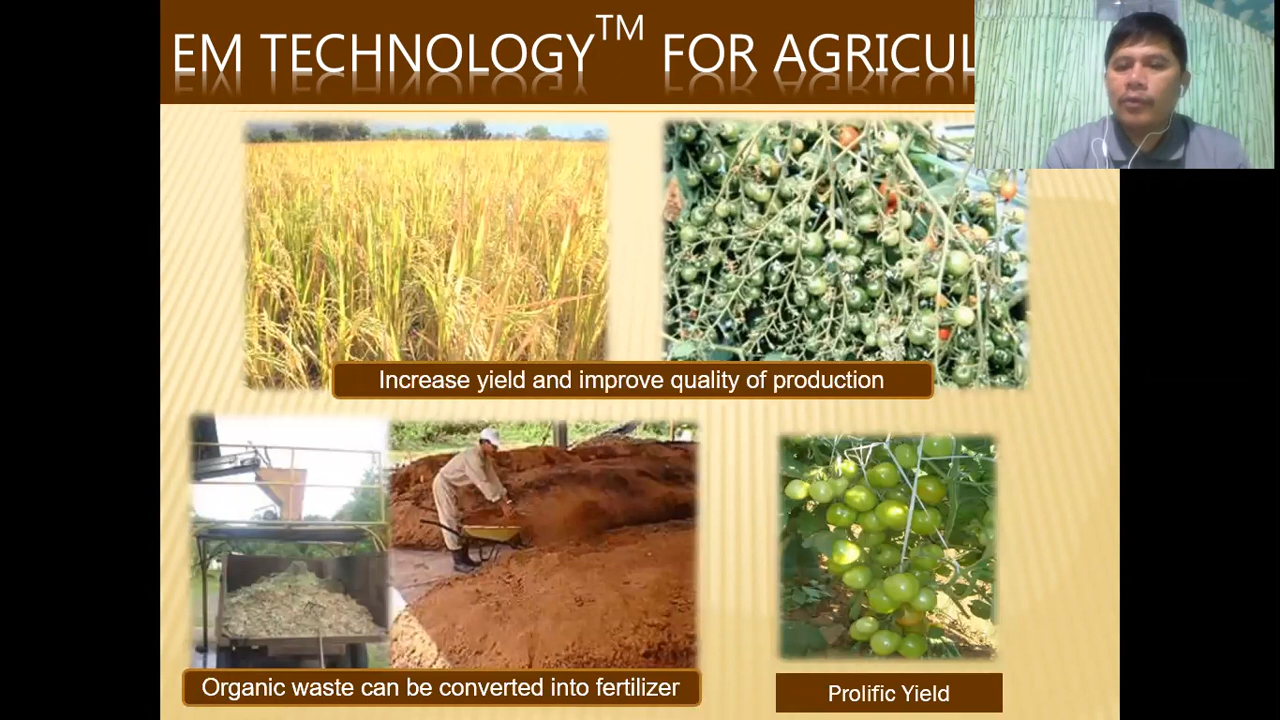 EM TECHNOLOGY™ FOR AGRICUL
Increase yield and improve quality of production
Organic waste can be converted into fertilizer
Prolific Yield